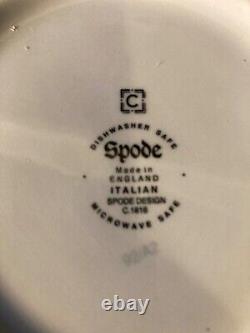 C
DISHWASHER SAFE
Spode
Made in
ENGLAND
ITALIAN
SPODE DESIGN
C.1816
MICROWAVE SAFE